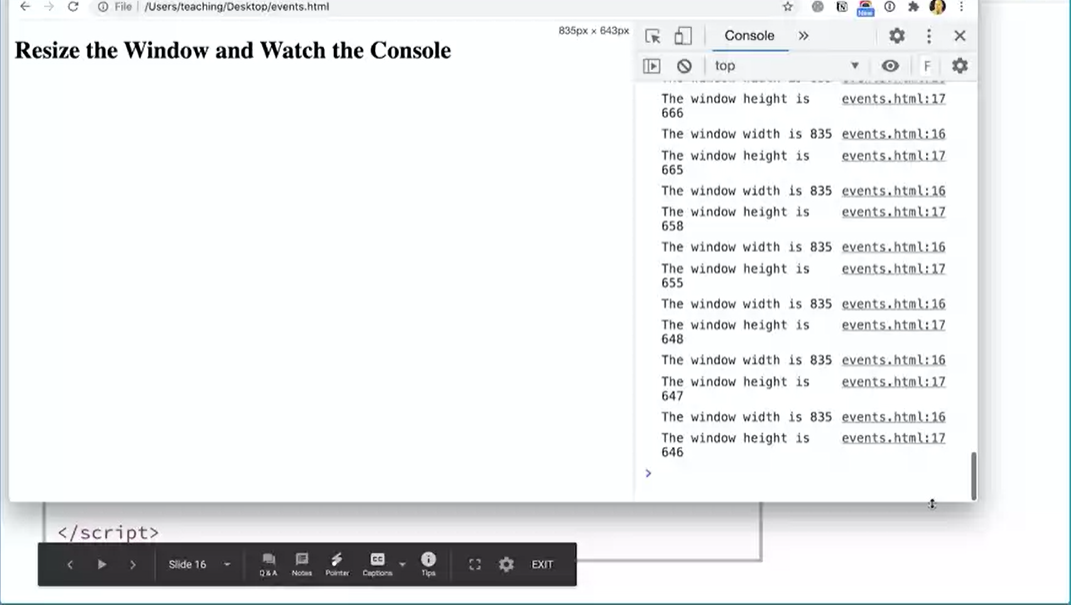 File | /Users/teaching/Desktop/events.html
New
835px × 643px
Resize the Window and Watch the Console
Console »
top F
The window height is events.html:17
666
The window width is 835 events.html:16
The window height is events.html:17
665
The window width is 835 events.html:16
The window height is events.html:17
658
The window width is 835 events.html:16
The window height is events.html:17
655
The window width is 835 events.html:16
The window height is events.html:17
648
The window width is 835 events.html:16
The window height is events.html:17
647
The window width is 835 events.html:16
The window height is events.html:17
646
>
</script>
Slide 16
Q & A Notes Pointer CC Captions Tips EXIT